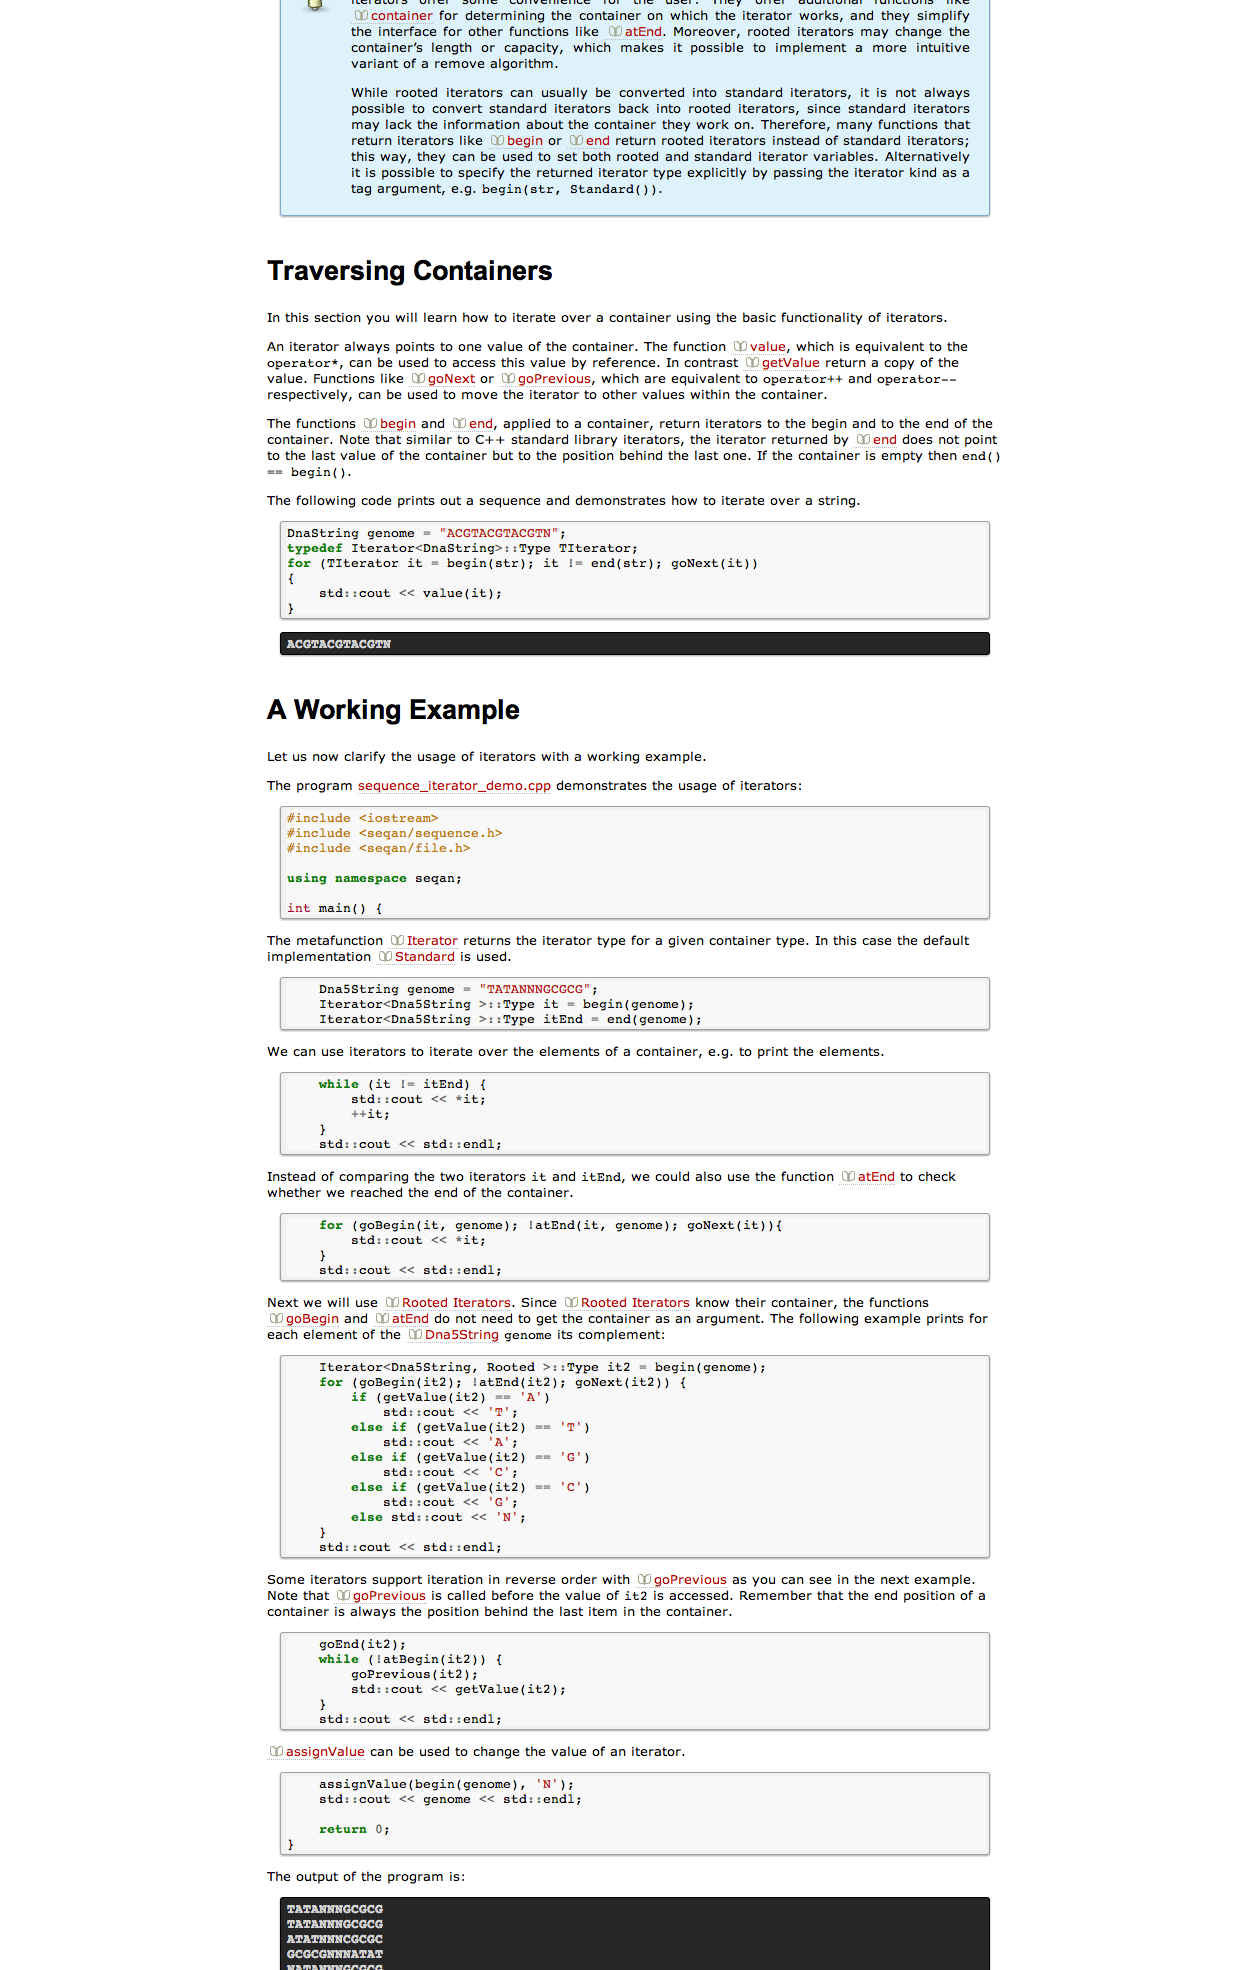 iterators offer some convenience for the user. They offer additional functions like
container for determining the container on which the iterator works, and they simplify
the interface for other functions like atEnd. Moreover, rooted iterators may change the
container's length or capacity, which makes it possible to implement a more intuitive
variant of a remove algorithm.
While rooted iterators can usually be converted into standard iterators, it is not always
possible to convert standard iterators back into rooted iterators, since standard iterators
may lack the information about the container they work on. Therefore, many functions that
return iterators like begin or end return rooted iterators instead of standard iterators;
this way, they can be used to set both rooted and standard iterator variables. Alternatively
it is possible to specify the returned iterator type explicitly by passing the iterator kind as a
tag argument, e.g. begin(str, Standard()).
Traversing Containers
In this section you will learn how to iterate over a container using the basic functionality of iterators.
An iterator always points to one value of the container. The function value, which is equivalent to the
operator*, can be used to access this value by reference. In contrast getValue return a copy of the
value. Functions like goNext or goPrevious, which are equivalent to operator++ and operator--
respectively, can be used to move the iterator to other values within the container.
The functions begin and end, applied to a container, return iterators to the begin and to the end of the
container. Note that similar to C++ standard library iterators, the iterator returned by end does not point
to the last value of the container but to the position behind the last one. If the container is empty then end()
== begin().
The following code prints out a sequence and demonstrates how to iterate over a string.
DnaString genome = "ACGTACGTACGTN";
typedef Iterator<DnaString>::Type TIterator;
for (TIterator it = begin(str); it != end(str); goNext(it))
{
    std::cout << value(it);
}
ACGTACGTACGTN
A Working Example
Let us now clarify the usage of iterators with a working example.
The program sequence_iterator_demo.cpp demonstrates the usage of iterators:
#include <iostream>
#include <seqan/sequence.h>
#include <seqan/file.h>
using namespace seqan;
int main() {
The metafunction Iterator returns the iterator type for a given container type. In this case the default
implementation Standard is used.
    Dna5String genome = "TATANNNGCGCG";
    Iterator<Dna5String >::Type it = begin(genome);
    Iterator<Dna5String >::Type itEnd = end(genome);
We can use iterators to iterate over the elements of a container, e.g. to print the elements.
    while (it != itEnd) {
        std::cout << *it;
        ++it;
    }
    std::cout << std::endl;
Instead of comparing the two iterators it and itEnd, we could also use the function atEnd to check
whether we reached the end of the container.
    for (goBegin(it, genome); !atEnd(it, genome); goNext(it)){
        std::cout << *it;
    }
    std::cout << std::endl;
Next we will use Rooted Iterators. Since Rooted Iterators know their container, the functions
goBegin and atEnd do not need to get the container as an argument. The following example prints for
each element of the Dna5String genome its complement:
    Iterator<Dna5String, Rooted >::Type it2 = begin(genome);
    for (goBegin(it2); !atEnd(it2); goNext(it2)) {
        if (getValue(it2) == 'A')
            std::cout << 'T';
        else if (getValue(it2) == 'T')
            std::cout << 'A';
        else if (getValue(it2) == 'G')
            std::cout << 'C';
        else if (getValue(it2) == 'C')
            std::cout << 'G';
        else std::cout << 'N';
    }
    std::cout << std::endl;
Some iterators support iteration in reverse order with goPrevious as you can see in the next example.
Note that goPrevious is called before the value of it2 is accessed. Remember that the end position of a
container is always the position behind the last item in the container.
    goEnd(it2);
    while (!atBegin(it2)) {
        goPrevious(it2);
        std::cout << getValue(it2);
    }
    std::cout << std::endl;
assignValue can be used to change the value of an iterator.
    assignValue(begin(genome), 'N');
    std::cout << genome << std::endl;
    return 0;
}
The output of the program is:
TATANNNGCGCG
TATANNNGCGCG
ATATNNNCGCGC
GCGCGNNNATAT
NATANNNGCGCG